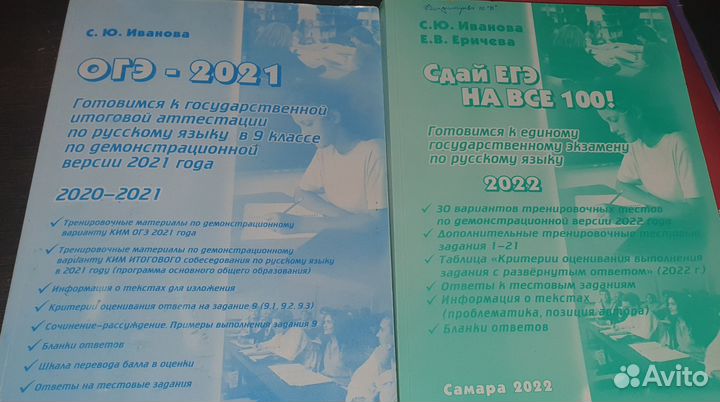 С. Ю. Иванова
ОГЭ - 2021
Готовимся к государственной
итоговой аттестации
по русскому языку в 9 классе
по демонстрационной
версии 2021 года
2020–2021
✓ Тренировочные материалы по демонстрационному
варианту КИМ ОГЭ 2021 года
✓ Тренировочные материалы по демонстрационному
варианту КИМ ИТОГОВОГО собеседования по русскому языку
в 2021 году (программа основного общего образования)
✓ Информация о текстах для изложения
✓ Критерии оценивания ответа на задание 9 (9.1, 9.2, 9.3)
✓ Сочинение-рассуждение. Примеры выполнения задания 9
✓ Бланки ответов
✓ Шкала перевода балла в оценки
✓ Ответы на тестовые задания
С.Ю. Иванова
Е.В. Еричева
Сдай ЕГЭ
НА ВСЕ 100!
Готовимся к единому
государственному экзамену
по русскому языку
2022
✓ 30 вариантов тренировочных тестов
по демонстрационной версии 2022 года
✓ Дополнительные тренировочные тестовые
задания 1–21
✓ Таблица «Критерии оценивания выполнения
задания с развёрнутым ответом» (2022 г)
✓ Ответы к тестовым заданиям
✓ Информация о текстах
(проблематика, позиция автора)
✓ Бланки ответов
Самара 2022
Avito